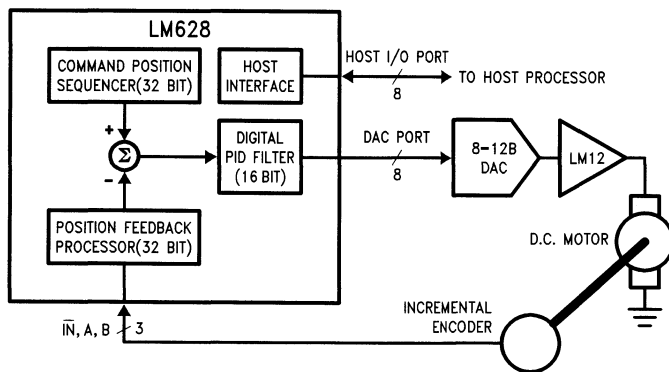 LM628
COMMAND POSITION
SEQUENCER(32 BIT)
HOST
INTERFACE
HOST I/O PORT
8
TO HOST PROCESSOR
+
Σ
-
DIGITAL
PID FILTER
(16 BIT)
DAC PORT
8
8-12B
DAC
LM12
POSITION FEEDBACK
PROCESSOR(32 BIT)
D.C. MOTOR
I̅N̅, A, B
3
INCREMENTAL
ENCODER